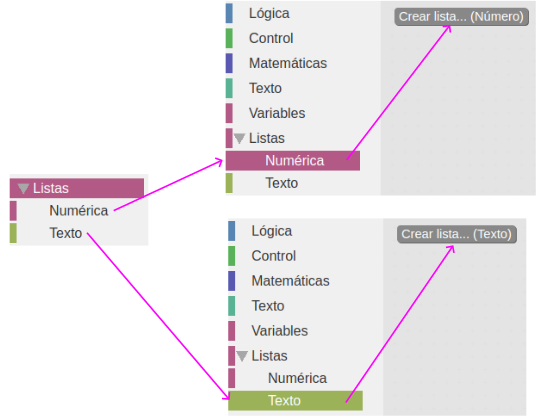 Lógica
Control
Matemáticas
Texto
Variables
Listas
Numérica
Texto
Crear lista... (Número)
Listas
Numérica
Texto
Lógica
Control
Matemáticas
Texto
Variables
Listas
Numérica
Texto
Crear lista... (Texto)